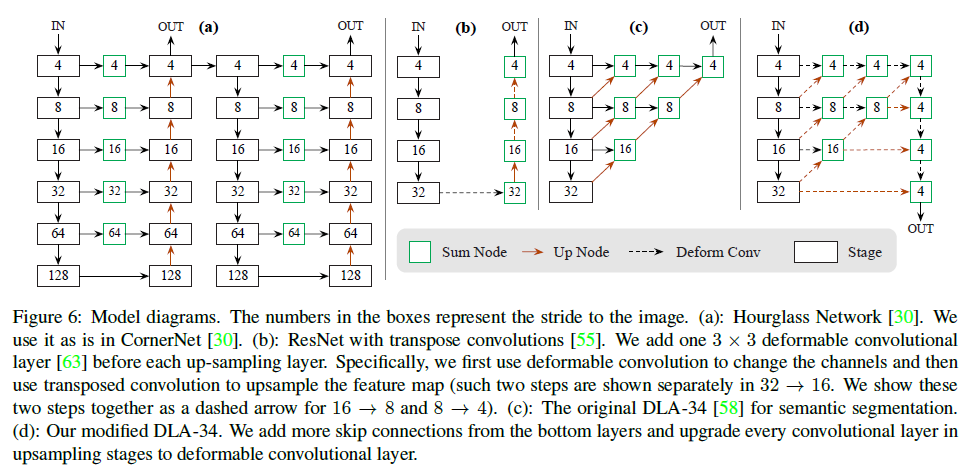 IN OUT (a) OUT IN (b) OUT IN (c) OUT IN (d)
4 4 4 4 4 4 4 4 4 4 4 4 4 4 4 4
8 8 8 8 8 8 8 8 8 8 8 8 8 8 4
16 16 16 16 16 16 16 16 16 16 16 16 4
32 32 32 32 32 32 32 32 32 32 4
64 64 64 64 64 64 OUT
128 128 128 128
Sum Node Up Node Deform Conv Stage
Figure 6: Model diagrams. The numbers in the boxes represent the stride to the image. (a): Hourglass Network [30]. We
use it as is in CornerNet [30]. (b): ResNet with transpose convolutions [55]. We add one 3 × 3 deformable convolutional
layer [63] before each up-sampling layer. Specifically, we first use deformable convolution to change the channels and then
use transposed convolution to upsample the feature map (such two steps are shown separately in 32 → 16. We show these
two steps together as a dashed arrow for 16 → 8 and 8 → 4). (c): The original DLA-34 [58] for semantic segmentation.
(d): Our modified DLA-34. We add more skip connections from the bottom layers and upgrade every convolutional layer in
upsampling stages to deformable convolutional layer.